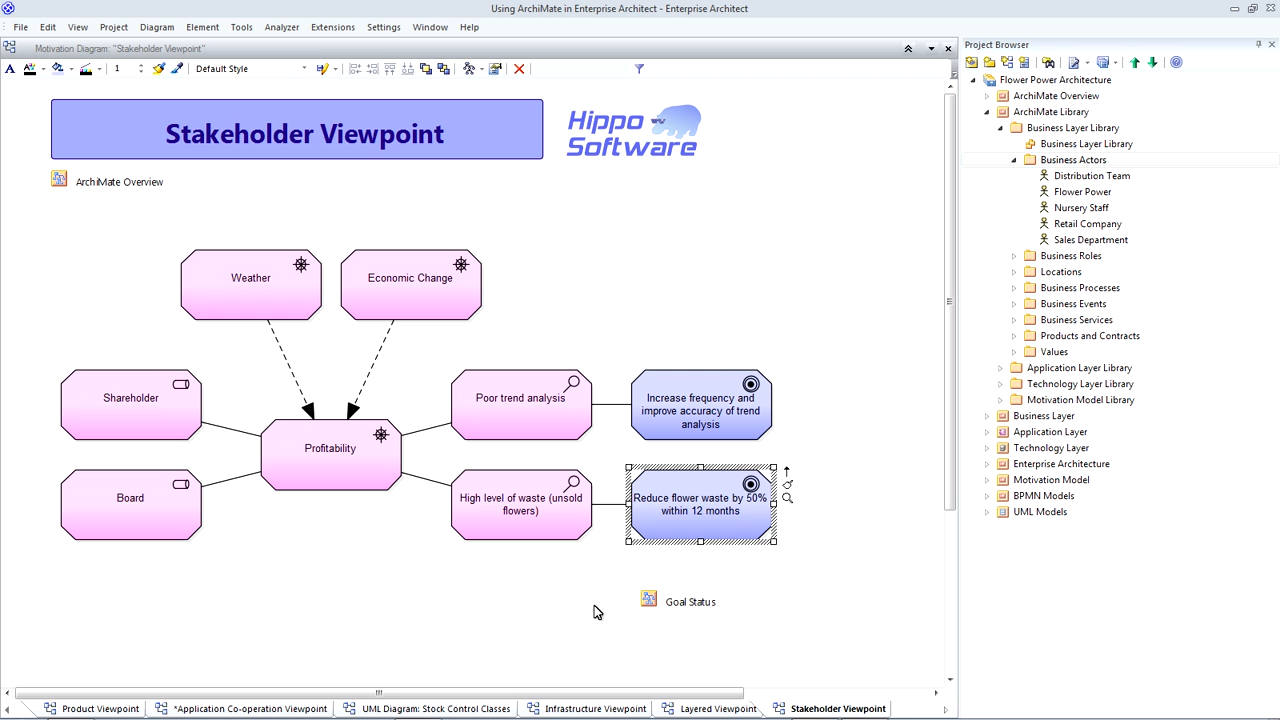 Using ArchiMate in Enterprise Architect - Enterprise Architect
File Edit View Project Diagram Element Tools Analyzer Extensions Settings Window Help
Motivation Diagram: "Stakeholder Viewpoint"
1 Default Style
Stakeholder Viewpoint
Hippo
Software
ArchiMate Overview
Weather
Economic Change
Shareholder
Board
Profitability
Poor trend analysis
High level of waste (unsold
flowers)
Increase frequency and
improve accuracy of trend
analysis
Reduce flower waste by 50%
within 12 months
Goal Status
Product Viewpoint
*Application Co-operation Viewpoint
UML Diagram: Stock Control Classes
Infrastructure Viewpoint
Layered Viewpoint
Stakeholder Viewpoint
Project Browser
Flower Power Architecture
ArchiMate Overview
ArchiMate Library
Business Layer Library
Business Layer Library
Business Actors
Distribution Team
Flower Power
Nursery Staff
Retail Company
Sales Department
Business Roles
Locations
Business Processes
Business Events
Business Services
Products and Contracts
Values
Application Layer Library
Technology Layer Library
Motivation Model Library
Business Layer
Application Layer
Technology Layer
Enterprise Architecture
Motivation Model
BPMN Models
UML Models